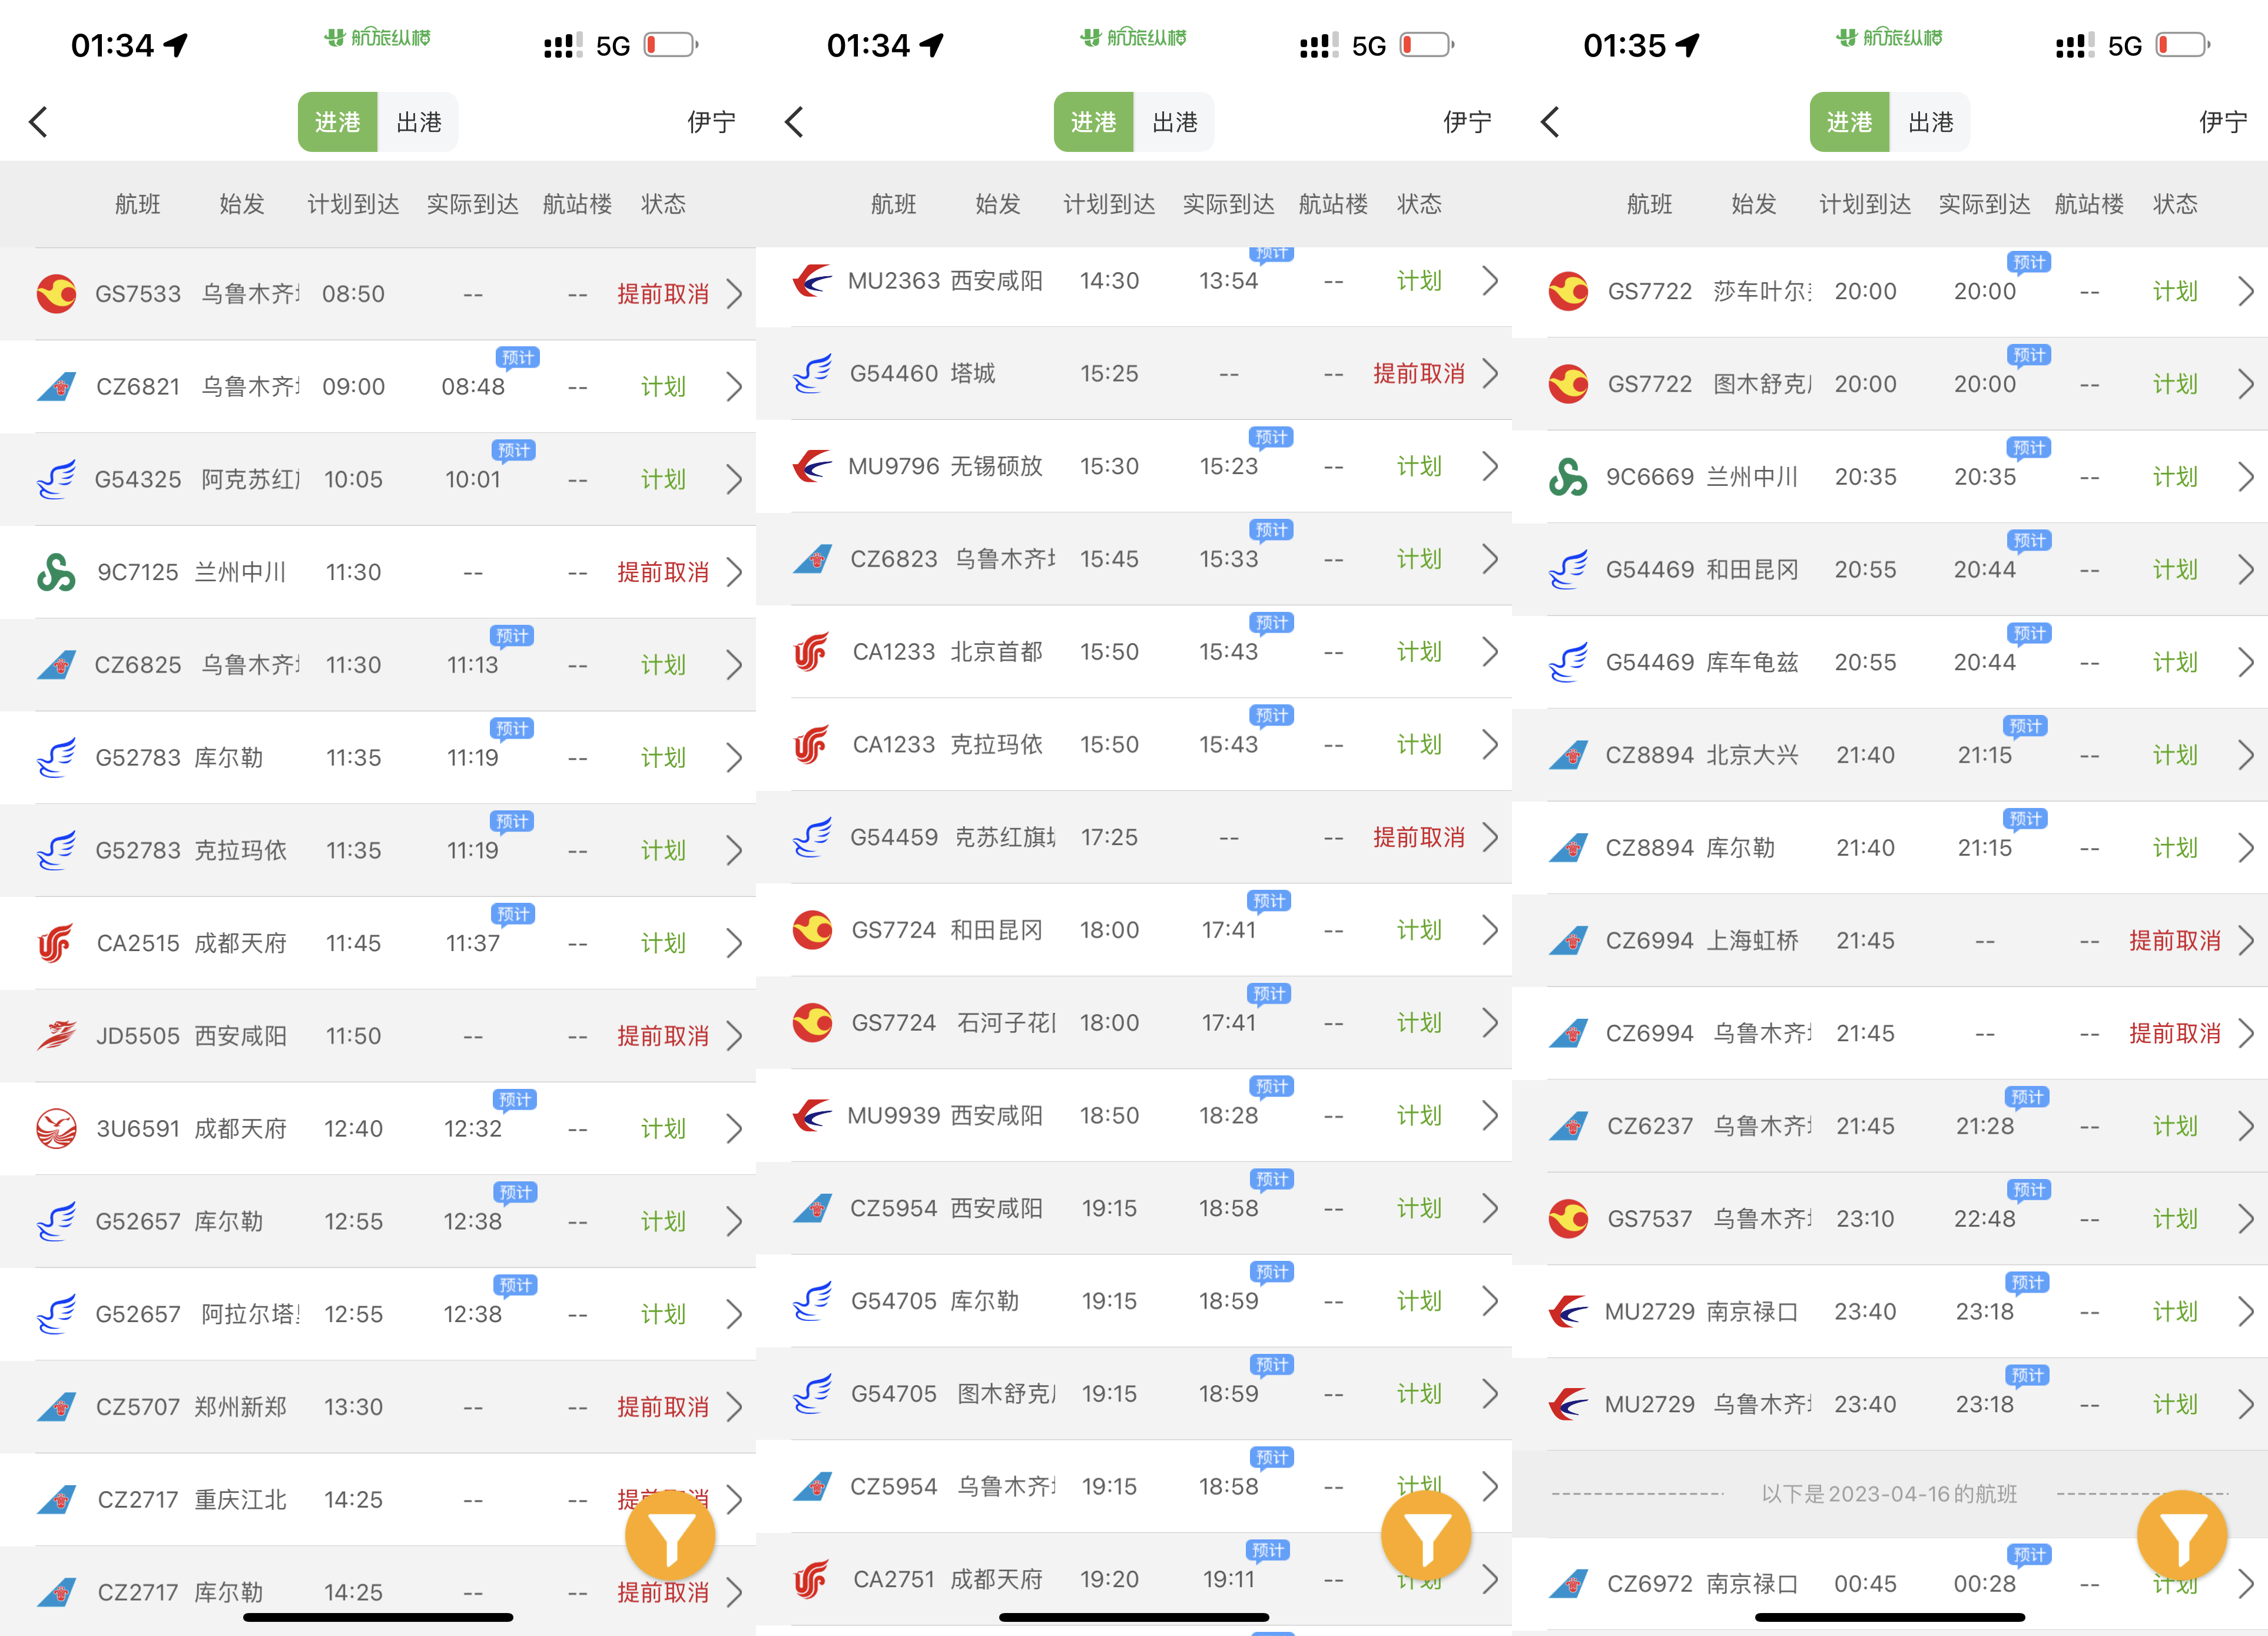 01:34
航旅纵横
5G
进港 出港 伊宁
航班 始发 计划到达 实际到达 航站楼 状态
GS7533 乌鲁木齐 08:50 -- -- 提前取消
预计
CZ6821 乌鲁木齐 09:00 08:48 -- 计划
预计
G54325 阿克苏红 10:05 10:01 -- 计划
9C7125 兰州中川 11:30 -- -- 提前取消
预计
CZ6825 乌鲁木齐 11:30 11:13 -- 计划
预计
G52783 库尔勒 11:35 11:19 -- 计划
预计
G52783 克拉玛依 11:35 11:19 -- 计划
预计
CA2515 成都天府 11:45 11:37 -- 计划
JD5505 西安咸阳 11:50 -- -- 提前取消
预计
3U6591 成都天府 12:40 12:32 -- 计划
预计
G52657 库尔勒 12:55 12:38 -- 计划
预计
G52657 阿拉尔塔 12:55 12:38 -- 计划
CZ5707 郑州新郑 13:30 -- -- 提前取消
CZ2717 重庆江北 14:25 -- -- 提前取消
CZ2717 库尔勒 14:25 -- -- 提前取消
01:34
航旅纵横
5G
进港 出港 伊宁
航班 始发 计划到达 实际到达 航站楼 状态
预计
MU2363 西安咸阳 14:30 13:54 -- 计划
G54460 塔城 15:25 -- -- 提前取消
预计
MU9796 无锡硕放 15:30 15:23 -- 计划
预计
CZ6823 乌鲁木齐 15:45 15:33 -- 计划
预计
CA1233 北京首都 15:50 15:43 -- 计划
预计
CA1233 克拉玛依 15:50 15:43 -- 计划
G54459 克苏红旗 17:25 -- -- 提前取消
预计
GS7724 和田昆冈 18:00 17:41 -- 计划
预计
GS7724 石河子花 18:00 17:41 -- 计划
预计
MU9939 西安咸阳 18:50 18:28 -- 计划
预计
CZ5954 西安咸阳 19:15 18:58 -- 计划
预计
G54705 库尔勒 19:15 18:59 -- 计划
预计
G54705 图木舒克 19:15 18:59 -- 计划
预计
CZ5954 乌鲁木齐 19:15 18:58 -- 计划
预计
CA2751 成都天府 19:20 19:11 -- 计划
01:35
航旅纵横
5G
进港 出港 伊宁
航班 始发 计划到达 实际到达 航站楼 状态
预计
GS7722 莎车叶尔 20:00 20:00 -- 计划
预计
GS7722 图木舒克 20:00 20:00 -- 计划
预计
9C6669 兰州中川 20:35 20:35 -- 计划
预计
G54469 和田昆冈 20:55 20:44 -- 计划
预计
G54469 库车龟兹 20:55 20:44 -- 计划
预计
CZ8894 北京大兴 21:40 21:15 -- 计划
预计
CZ8894 库尔勒 21:40 21:15 -- 计划
CZ6994 上海虹桥 21:45 -- -- 提前取消
CZ6994 乌鲁木齐 21:45 -- -- 提前取消
预计
CZ6237 乌鲁木齐 21:45 21:28 -- 计划
预计
GS7537 乌鲁木齐 23:10 22:48 -- 计划
预计
MU2729 南京禄口 23:40 23:18 -- 计划
预计
MU2729 乌鲁木齐 23:40 23:18 -- 计划
以下是2023-04-16的航班
预计
CZ6972 南京禄口 00:45 00:28 -- 计划